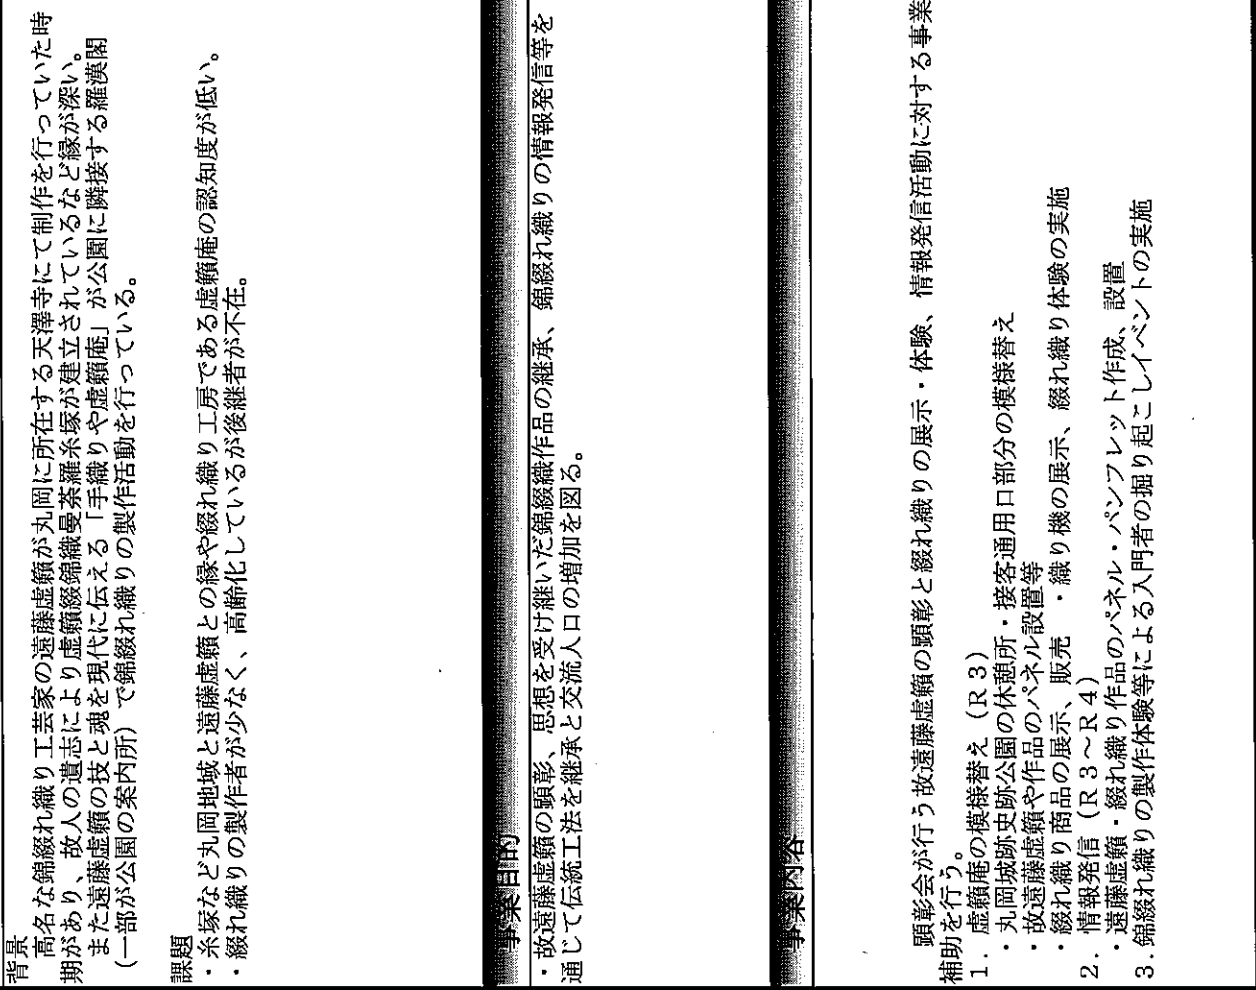 背景
高名な錦綴れ織り工芸家の遠藤虚籟が丸岡に所在する天澤寺にて制作を行っていた時
期があり、故人の遺志により虚籟綴錦織曼荼羅糸塚が建立されているなど縁が深い。
また遠藤虚籟の技と魂を現代に伝える「手織りや虚籟庵」が公園に隣接する羅漢閣
(一部が公園の案内所)で錦綴れ織りの製作活動を行っている。
課題
・糸塚など丸岡地域と遠藤虚籟との縁や綴れ織り工房である虚籟庵の認知度が低い。
・綴れ織りの製作者が少なく、高齢化しているが後継者が不在。
事業目的
・故遠藤虚籟の顕彰、思想を受け継いだ錦綴織作品の継承、錦綴れ織りの情報発信等を
通じて伝統工法を継承と交流人口の増加を図る。
事業内容
顕彰会が行う故遠藤虚籟の顕彰と綴れ織りの展示・体験、情報発信活動に対する事業
補助を行う。
1.虚籟庵の模様替え(R3)
・丸岡城跡史跡公園の休憩所・接客通用口部分の模様替え
・故遠藤虚籟や作品のパネル設置等
・綴れ織り商品の展示、販売 ・織り機の展示、綴れ織り体験の実施
2.情報発信(R3~R4)
・遠藤虚籟・綴れ織り作品のパネル・パンフレット作成、設置
3.錦綴れ織りの製作体験等による入門者の掘り起こしイベントの実施